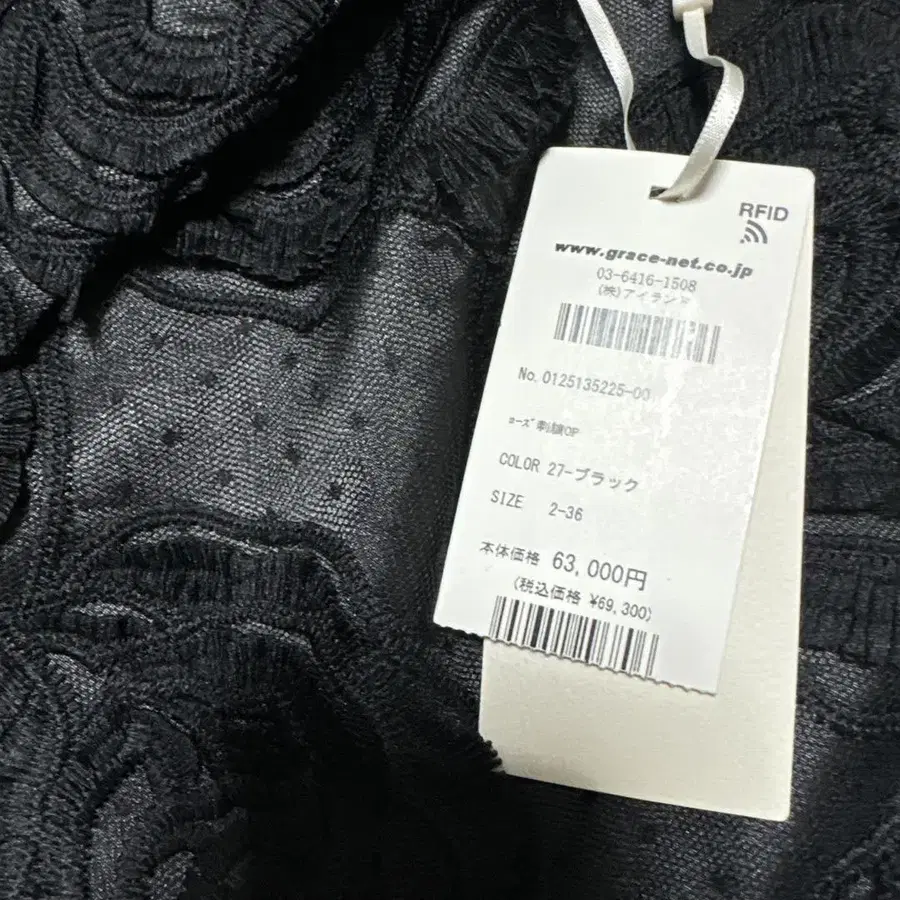 RFID
www.grace-net.co.jp
03-6416-1508
(株)アイランド
No. 0125135225-00
ローズ刺繍OP
COLOR 27-ブラック
SIZE 2-36
本体価格 63,000円
(税込価格 ¥69,300)